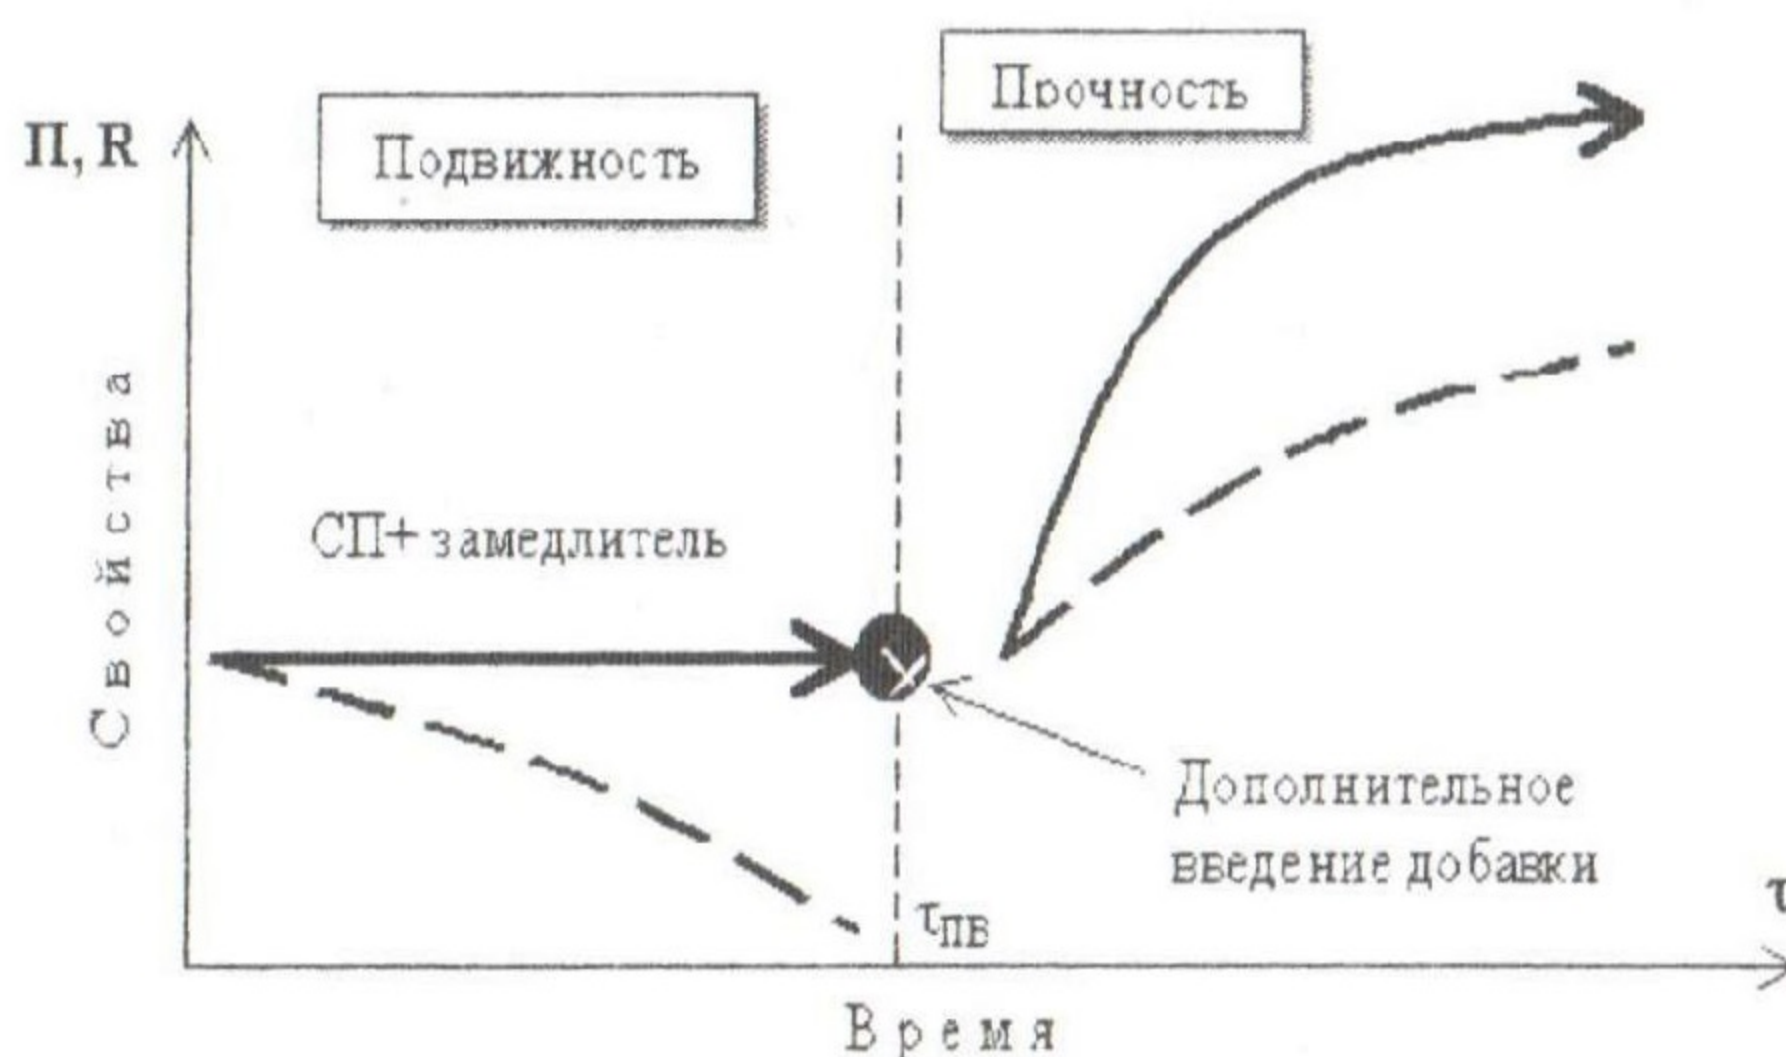 П, R
Подвижность
Прочность
Свойства
СП+ замедлитель
Дополнительное
введение добавки
τПВ
τ
Время